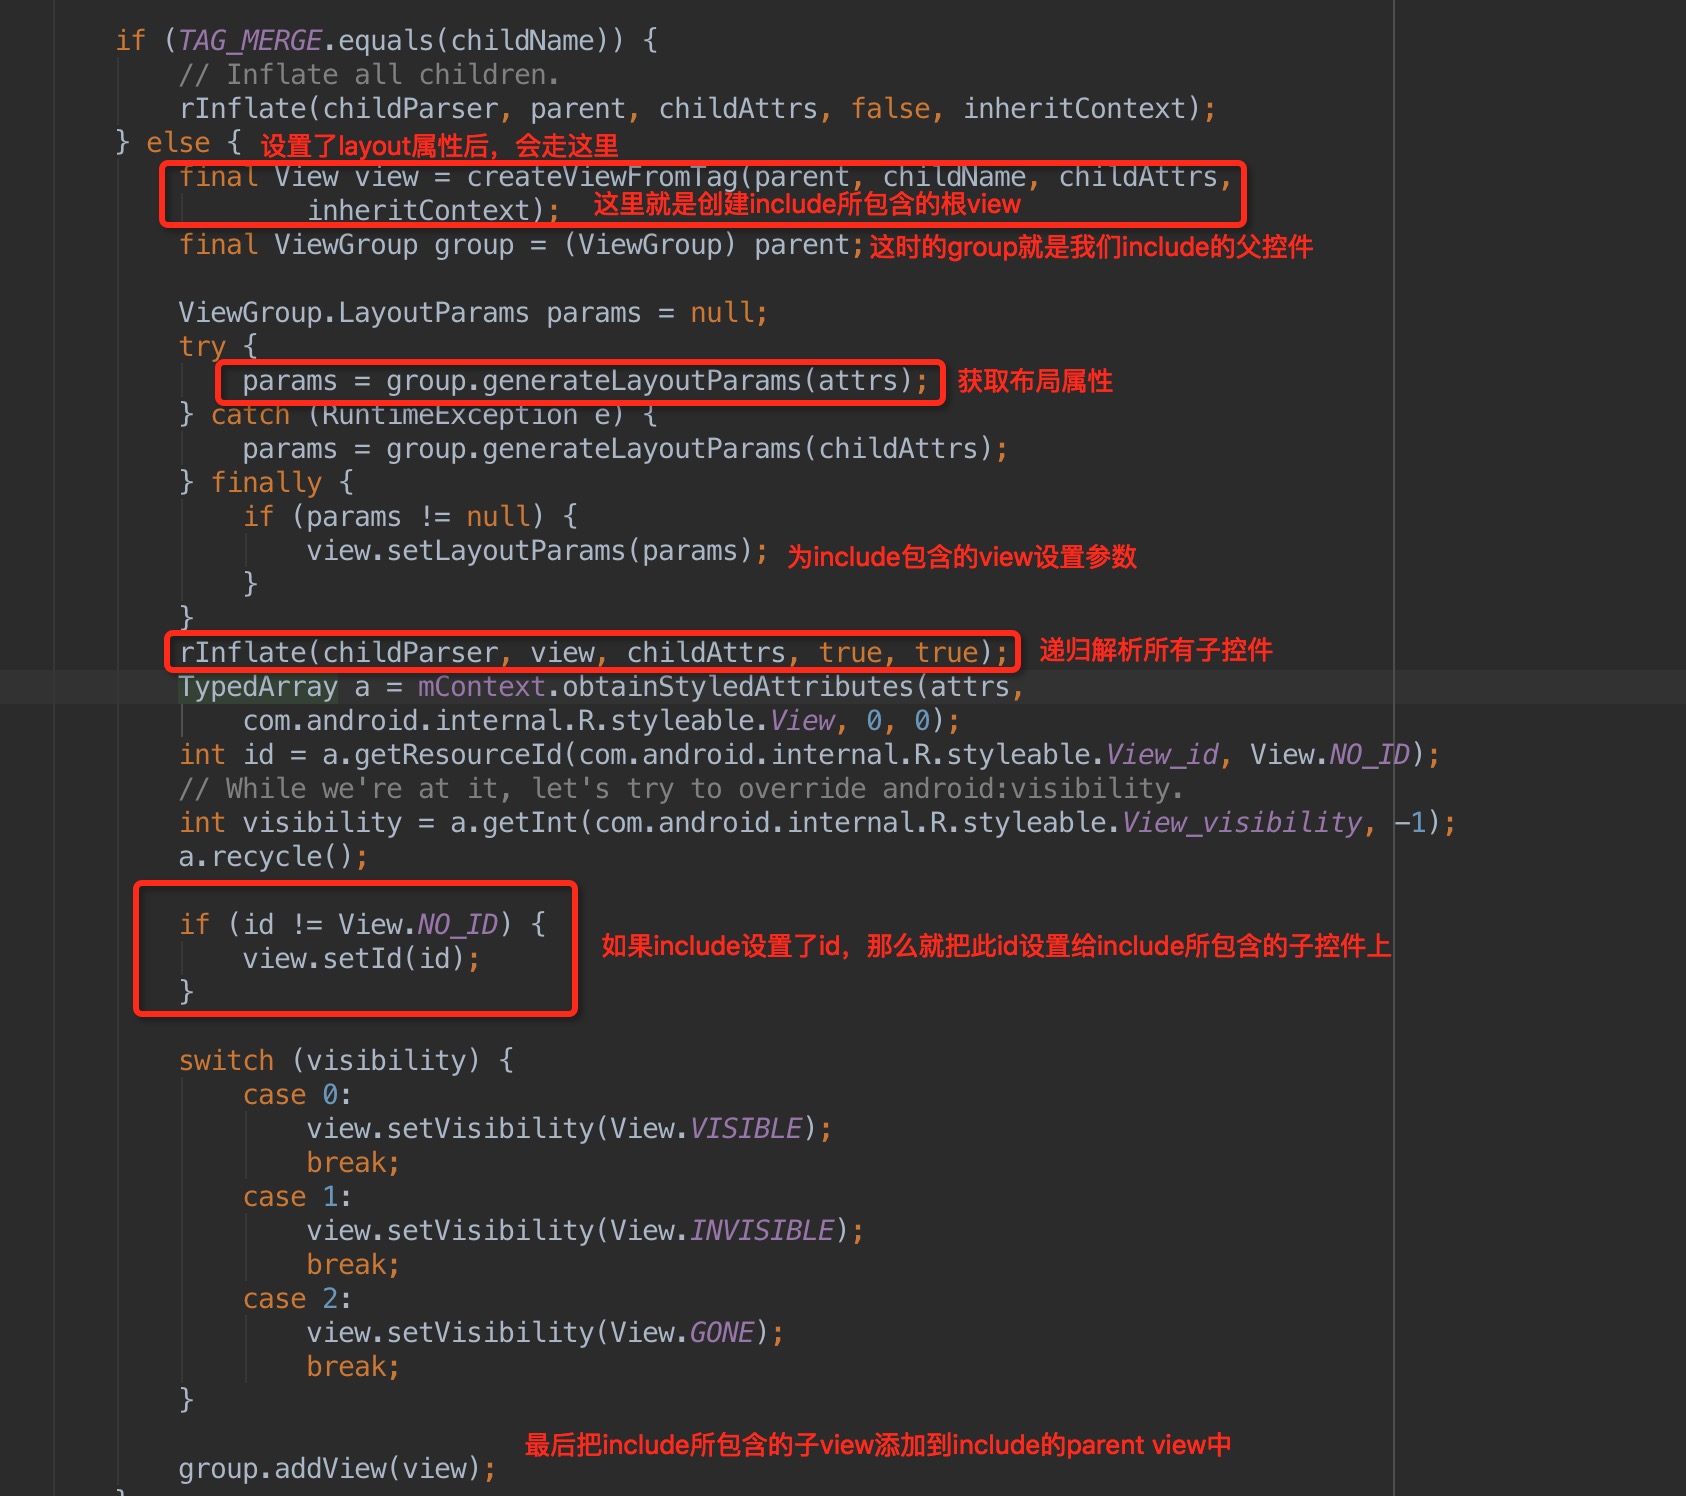 if (TAG_MERGE.equals(childName)) {
// Inflate all children.
rInflate(childParser, parent, childAttrs, false, inheritContext);
} else { 设置了layout属性后，会走这里
final View view = createViewFromTag(parent, childName, childAttrs,
inheritContext); 这里就是创建include所包含的根view
final ViewGroup group = (ViewGroup) parent; 这时的group就是我们include的父控件
ViewGroup.LayoutParams params = null;
try {
params = group.generateLayoutParams(attrs); 获取布局属性
} catch (RuntimeException e) {
params = group.generateLayoutParams(childAttrs);
} finally {
if (params != null) {
view.setLayoutParams(params); 为include包含的view设置参数
}
}
rInflate(childParser, view, childAttrs, true, true); 递归解析所有子控件
TypedArray a = mContext.obtainStyledAttributes(attrs,
com.android.internal.R.styleable.View, 0, 0);
int id = a.getResourceId(com.android.internal.R.styleable.View_id, View.NO_ID);
// While we're at it, let's try to override android:visibility.
int visibility = a.getInt(com.android.internal.R.styleable.View_visibility, -1);
a.recycle();
if (id != View.NO_ID) {
view.setId(id); 如果include设置了id，那么就把此id设置给include所包含的子控件上
}
switch (visibility) {
case 0:
view.setVisibility(View.VISIBLE);
break;
case 1:
view.setVisibility(View.INVISIBLE);
break;
case 2:
view.setVisibility(View.GONE);
break;
}
最后把include所包含的子view添加到include的parent view中
group.addView(view);
}